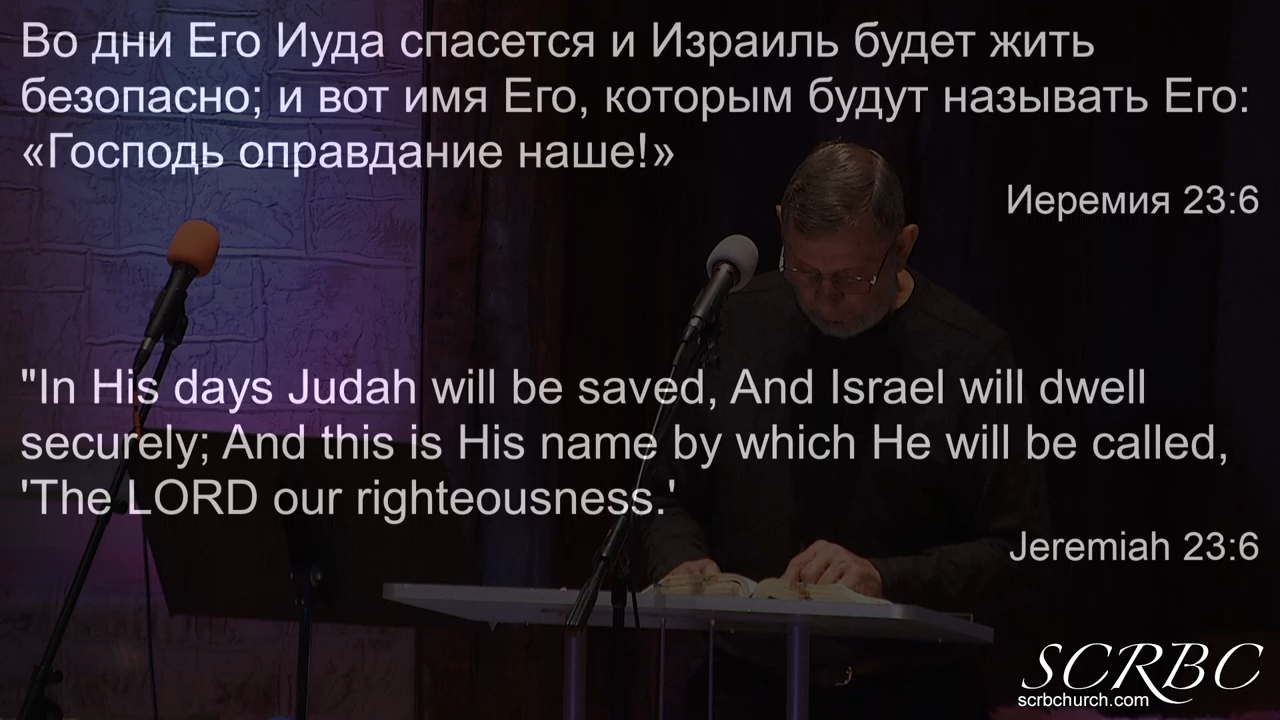 Во дни Его Иуда спасется и Израиль будет жить
безопасно; и вот имя Его, которым будут называть Его:
«Господь оправдание наше!»
Иеремия 23:6
"In His days Judah will be saved, And Israel will dwell
securely; And this is His name by which He will be called,
'The LORD our righteousness.'
Jeremiah 23:6
SCRBC
scrbchurch.com